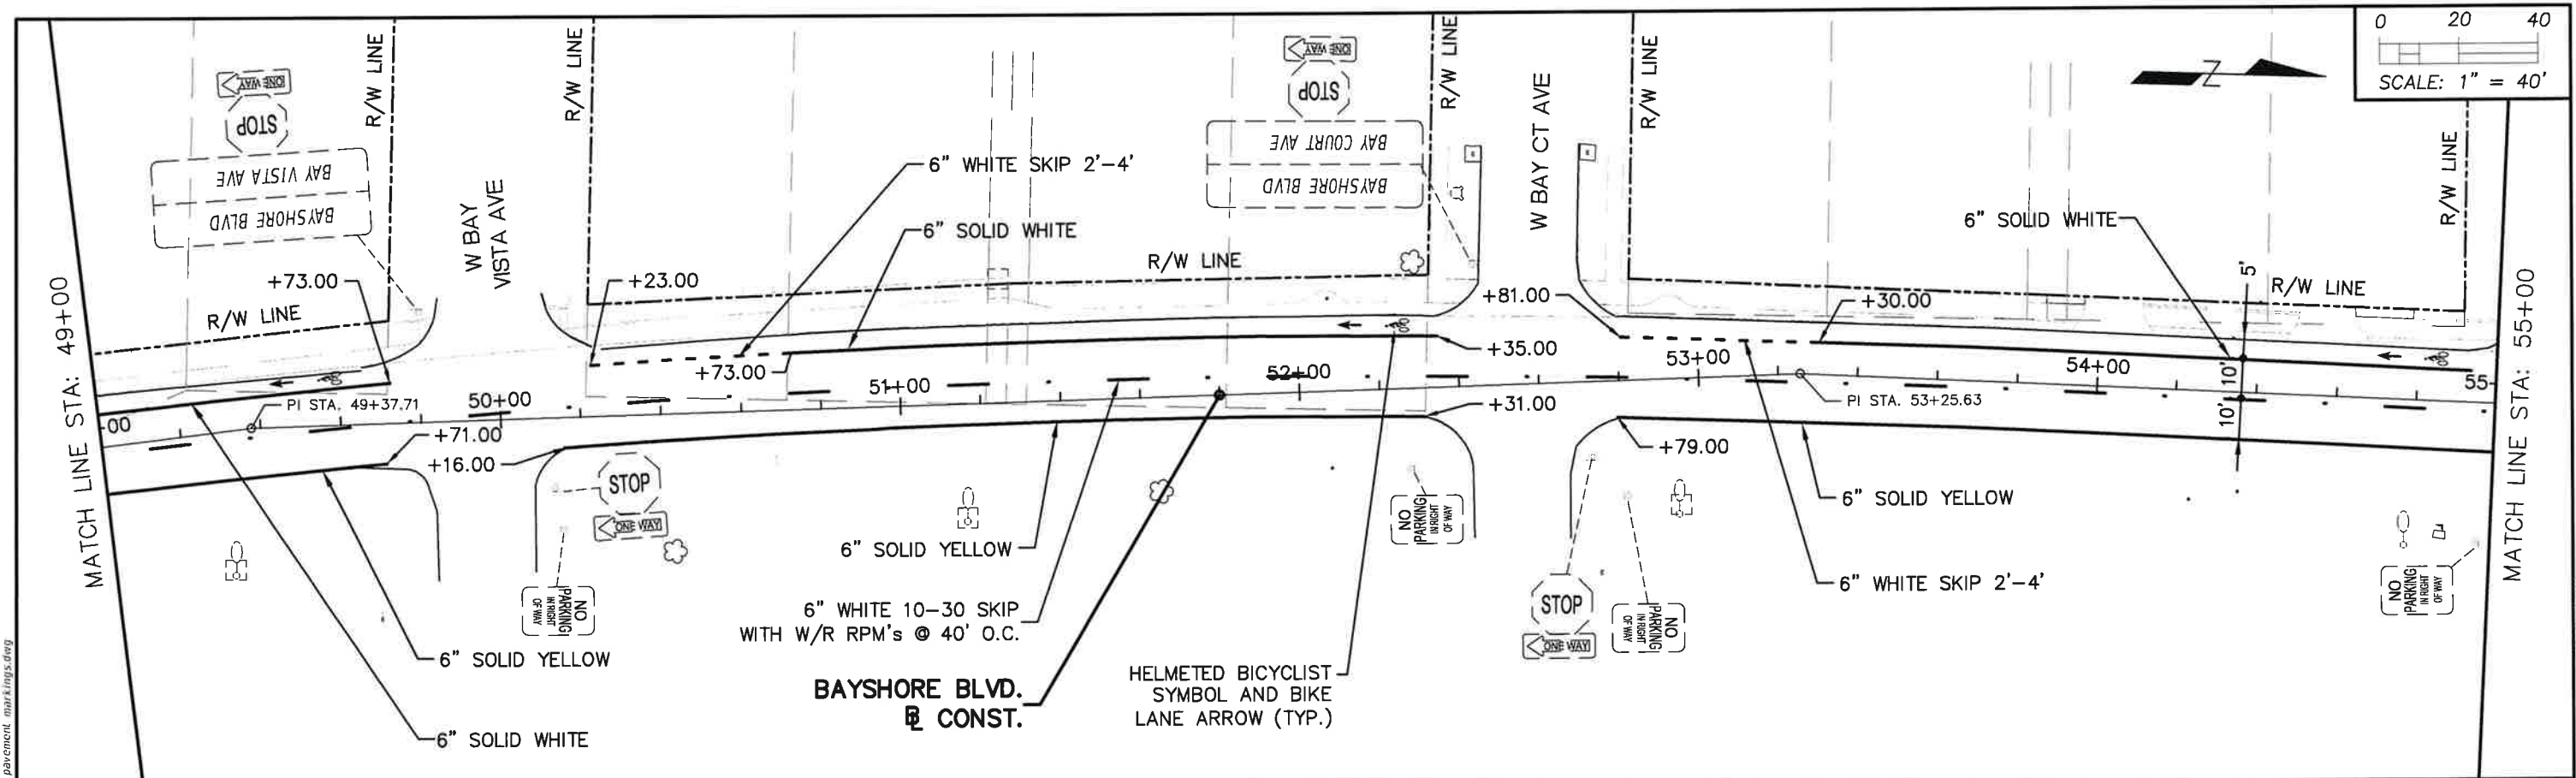 0 20 40
SCALE: 1" = 40'
N
R/W LINE
R/W LINE
R/W LINE
R/W LINE
R/W LINE
ONE WAY
STOP
BAY VISTA AVE
BAYSHORE BLVD
W BAY
VISTA AVE
ONE WAY
STOP
BAY COURT AVE
BAYSHORE BLVD
W BAY CT AVE
6" WHITE SKIP 2'-4'
6" SOLID WHITE
6" SOLID WHITE
MATCH LINE STA: 49+00
MATCH LINE STA: 55+00
R/W LINE
R/W LINE
R/W LINE
+73.00
+23.00
+73.00
+81.00
+30.00
+35.00
5'
10'
10'
00
PI STA. 49+37.71
50+00
51+00
52+00
53+00
54+00
55
PI STA. 53+25.63
+71.00
+16.00
+31.00
+79.00
STOP
ONE WAY
NO
PARKING
IN RIGHT
OF WAY
6" SOLID YELLOW
6" SOLID WHITE
6" SOLID YELLOW
6" WHITE 10-30 SKIP
WITH W/R RPM's @ 40' O.C.
BAYSHORE BLVD.
BL CONST.
HELMETED BICYCLIST
SYMBOL AND BIKE
LANE ARROW (TYP.)
NO
PARKING
IN RIGHT
OF WAY
STOP
ONE WAY
NO
PARKING
IN RIGHT
OF WAY
6" SOLID YELLOW
6" WHITE SKIP 2'-4'
NO
PARKING
IN RIGHT
OF WAY
pavement markings.dwg